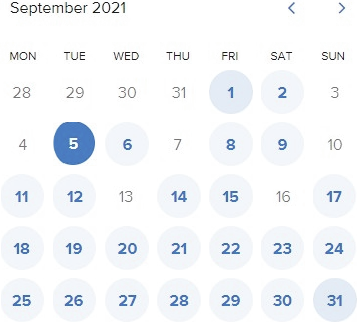 September 2021
MON TUE WED THU FRI SAT SUN
28 29 30 31 1 2 3
4 5 6 7 8 9 10
11 12 13 14 15 16 17
18 19 20 21 22 23 24
25 26 27 28 29 30 31